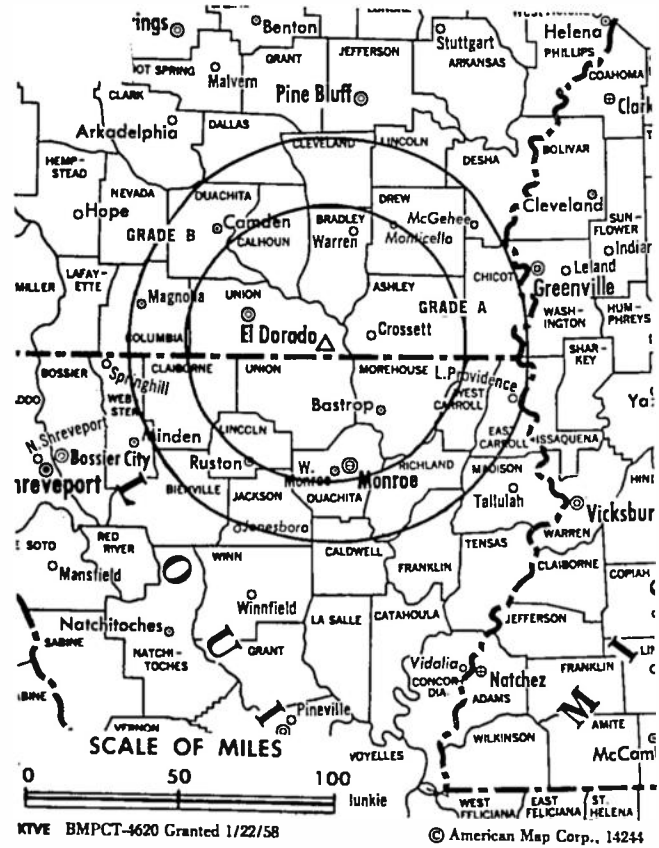 Helena
Benton
PHILLIPS
Stuttgart
GRANT
JEFFERSON
ARKANSAS
OT SPRING
Malvern
COAHOMA
CLARK
Pine Bluff
Clark
Arkadelphia
DALLAS
CLEVELAND
LINCOLN
BOLIVAR
HEMP-
STEAD
DESHA
NEVADA
OUACHITA
DREW
Cleveland
Hope
Camden
BRADLEY
McGehee
SUN-
FLOWER
GRADE B
CALHOUN
Warren
Monticello
Indian
LAFAY-
ETTE
CHICOT
Leland
MILLER
UNION
ASHLEY
Greenville
Magnolia
GRADE A
WASH-
INGTON
HUM-
PHREYS
El Dorado
Crossett
COLUMBIA
SHAR-
KEY
BOSSIER
CLAIBORNE
UNION
MOREHOUSE
L. Providence
Springhill
WEB
STER
WEST
CARROLL
Bastrop
LINCOLN
EAST
CARROLL
ISSAQUENA
N. Shreveport
Minden
Bossier City
Ruston
W.
Monroe
Monroe
RICHLAND
MADISON
hreveport
BIENVILLE
JACKSON
OUACHITA
Tallulah
Vicksbur
Jonesboro
WARREN
RED
RIVER
TENSAS
E SOTO
WINN
CALDWELL
CLAIBORNE
Mansfield
FRANKLIN
COPIAH
L
O
U
I
Winnfield
LA SALLE
CATAHOULA
JEFFERSON
Natchitoches
SABINE
NATCHI-
TOCHES
GRANT
Vidalia
Natchez
FRANKLIN
CONCOR-
DIA
ADAMS
M
I
AMITE
Pineville
VERNON
WILKINSON
SCALE OF MILES
VOYELLES
McComb
0 50 100
Junkie
WEST
FELICIANA
EAST
FELICIANA
ST.
HELENA
KTVE BMPCT-4620 Granted 1/22/58
© American Map Corp., 14244